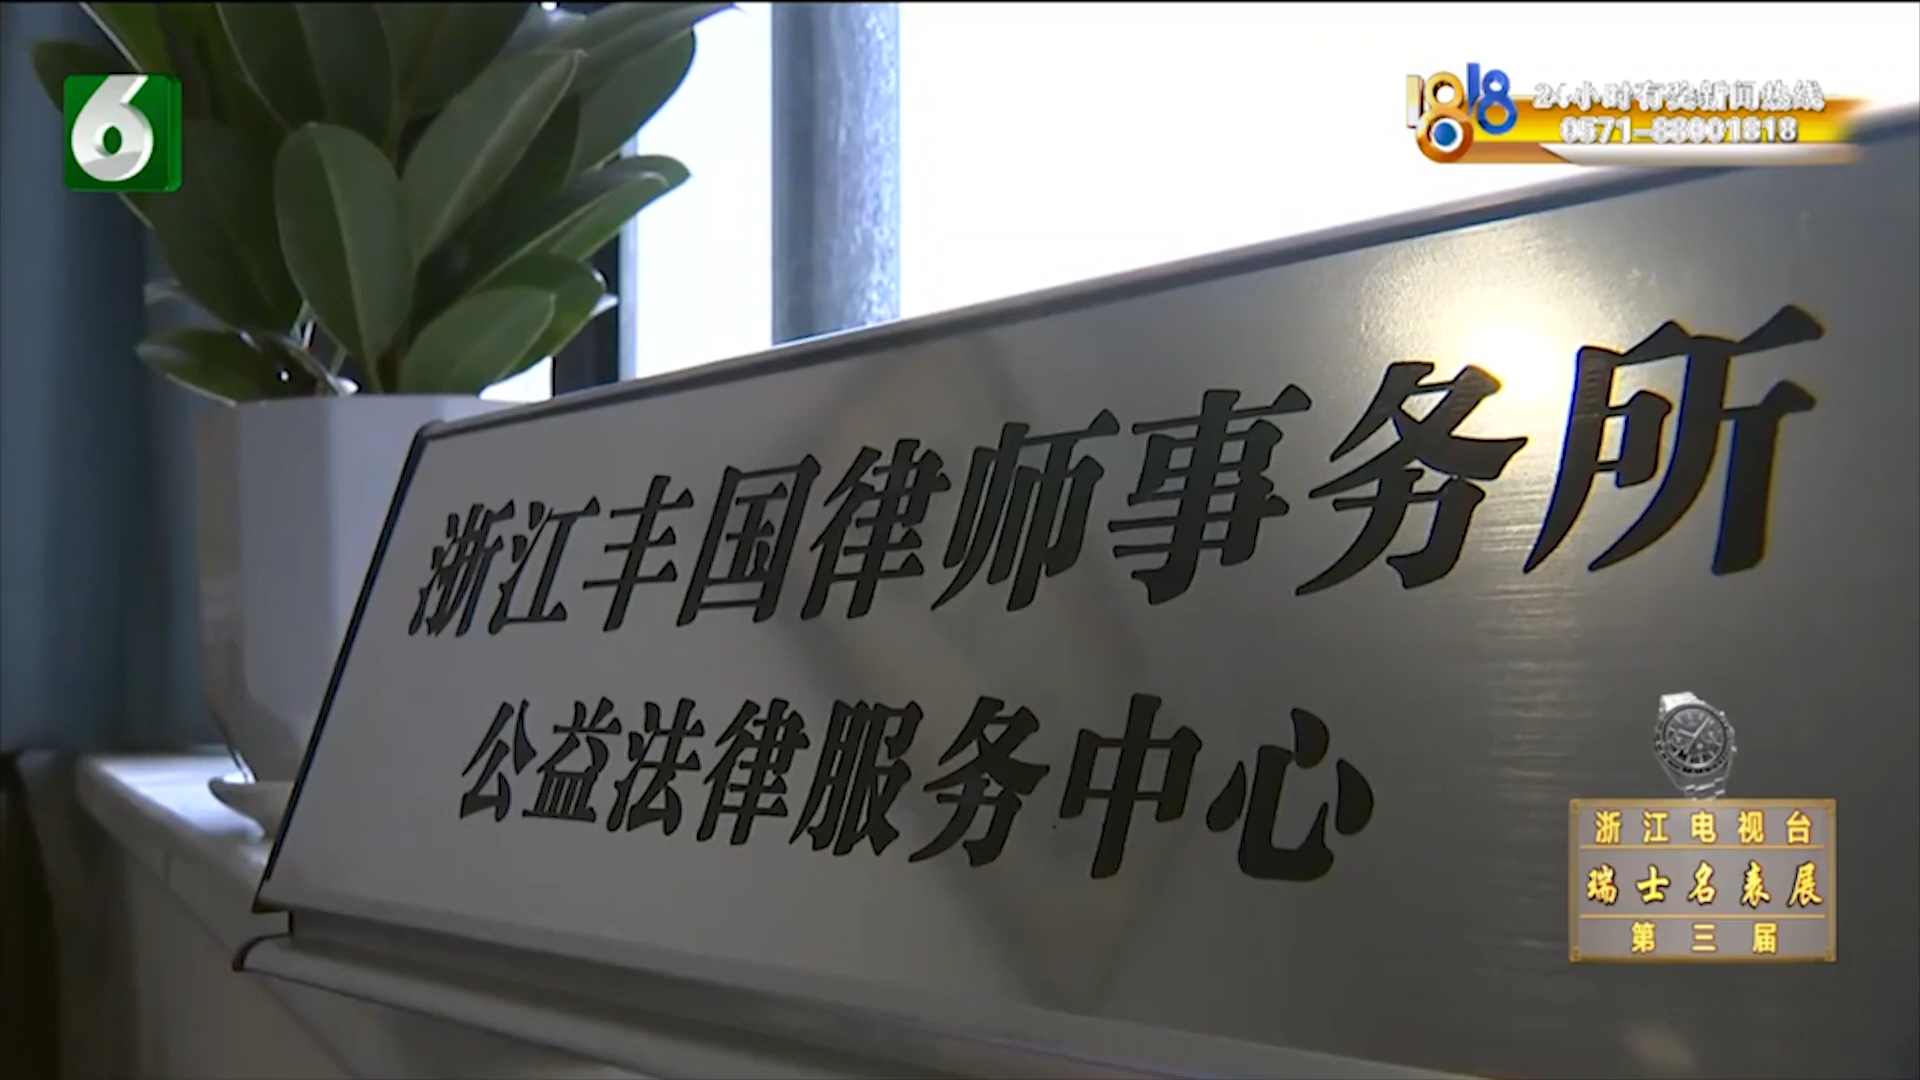 6
1818
24小时有奖新闻热线
0571-88001818
浙江丰国律师事务所
公益法律服务中心
浙江电视台
瑞士名表展
第三届